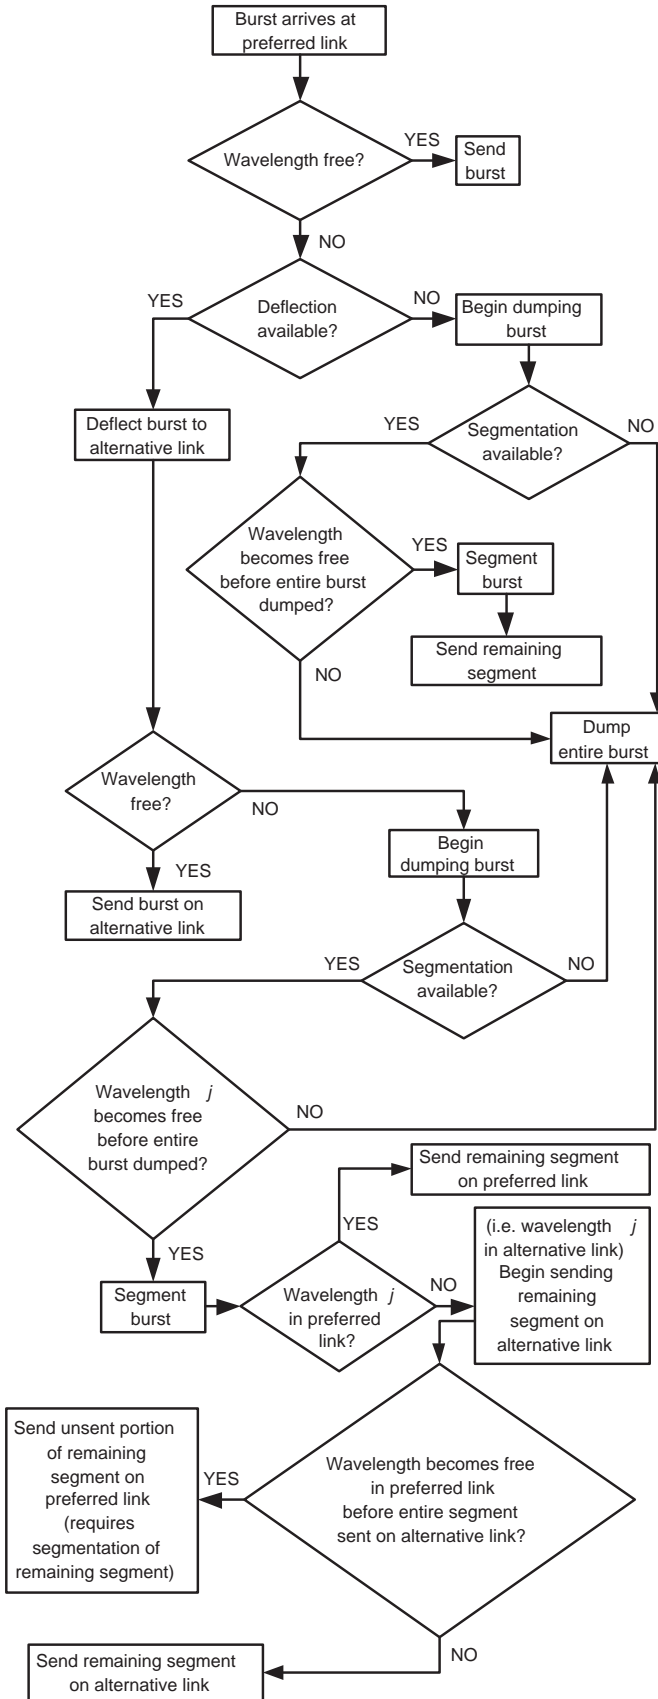 Burst arrives at
preferred link
Wavelength free?
YES
Send
burst
NO
YES
Deflection
available?
NO
Begin dumping
burst
Deflect burst to
alternative link
YES
Segmentation
available?
NO
Wavelength
becomes free
before entire burst
dumped?
YES
Segment
burst
Send remaining
segment
NO
Dump
entire burst
Wavelength
free?
NO
Begin
dumping burst
YES
Send burst on
alternative link
YES
Segmentation
available?
NO
Wavelength j
becomes free
before entire
burst dumped?
NO
Send remaining segment
on preferred link
YES
YES
Segment
burst
Wavelength j
in preferred
link?
NO
(i.e. wavelength j
in alternative link)
Begin sending
remaining
segment on
alternative link
Send unsent portion
of remaining
segment on
preferred link
(requires
segmentation of
remaining segment)
YES
Wavelength becomes free
in preferred link
before entire segment
sent on alternative link?
NO
Send remaining segment
on alternative link